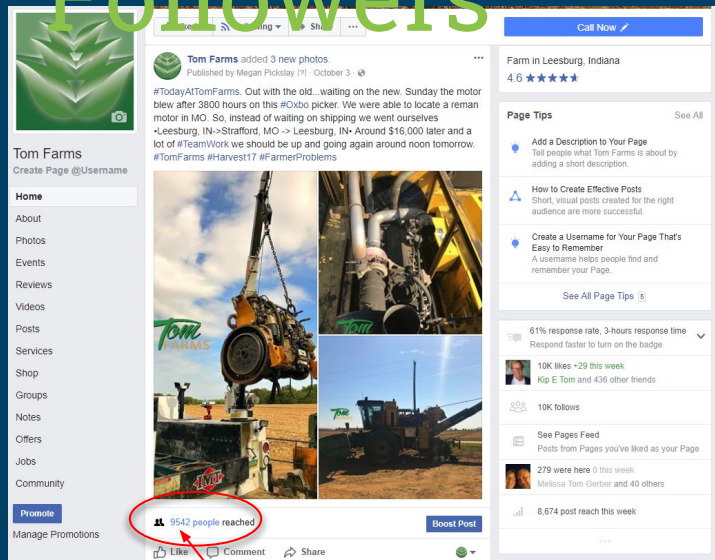 Followers
Following
Share
...
Call Now
Tom Farms
Create Page @Username
Home
About
Photos
Events
Reviews
Videos
Posts
Services
Shop
Groups
Notes
Offers
Jobs
Community
Promote
Manage Promotions
Tom Farms added 3 new photos.
Published by Megan Pickslay [?] · October 3 ·
#TodayAtTomFarms. Out with the old...waiting on the new. Sunday the motor
blew after 3800 hours on this #Oxbo picker. We were able to locate a reman
motor in MO. So, instead of waiting on shipping we went ourselves
•Leesburg, IN->Strafford, MO -> Leesburg, IN• Around $16,000 later and a
lot of #TeamWork we should be up and going again around noon tomorrow.
#TomFarms #Harvest17 #FarmerProblems
Tom
FARMS
Tom
Tom
IMT
9542 people reached
Boost Post
Like
Comment
Share
Farm in Leesburg, Indiana
4.6 ★★★★★
Page Tips
See All
Add a Description to Your Page
Tell people what Tom Farms is about by
adding a short description.
How to Create Effective Posts
Short, visual posts created for the right
audience are more successful.
Create a Username for Your Page That's
Easy to Remember
A username helps people find and
remember your Page.
See All Page Tips 5
61% response rate, 3-hours response time
Respond faster to turn on the badge
10K likes +29 this week
Kip E Tom and 436 other friends
10K follows
See Pages Feed
Posts from Pages you've liked as your Page
279 were here 0 this week
Melissa Tom Gerber and 40 others
8,674 post reach this week
...